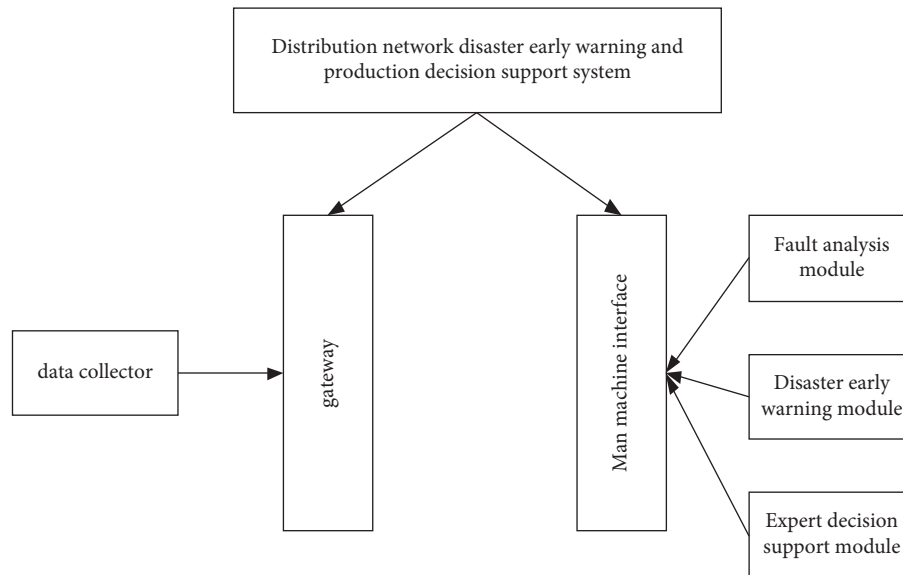 Distribution network disaster early warning and
production decision support system
Fault analysis
module
data collector
gateway
Man machine interface
Disaster early
warning module
Expert decision
support module